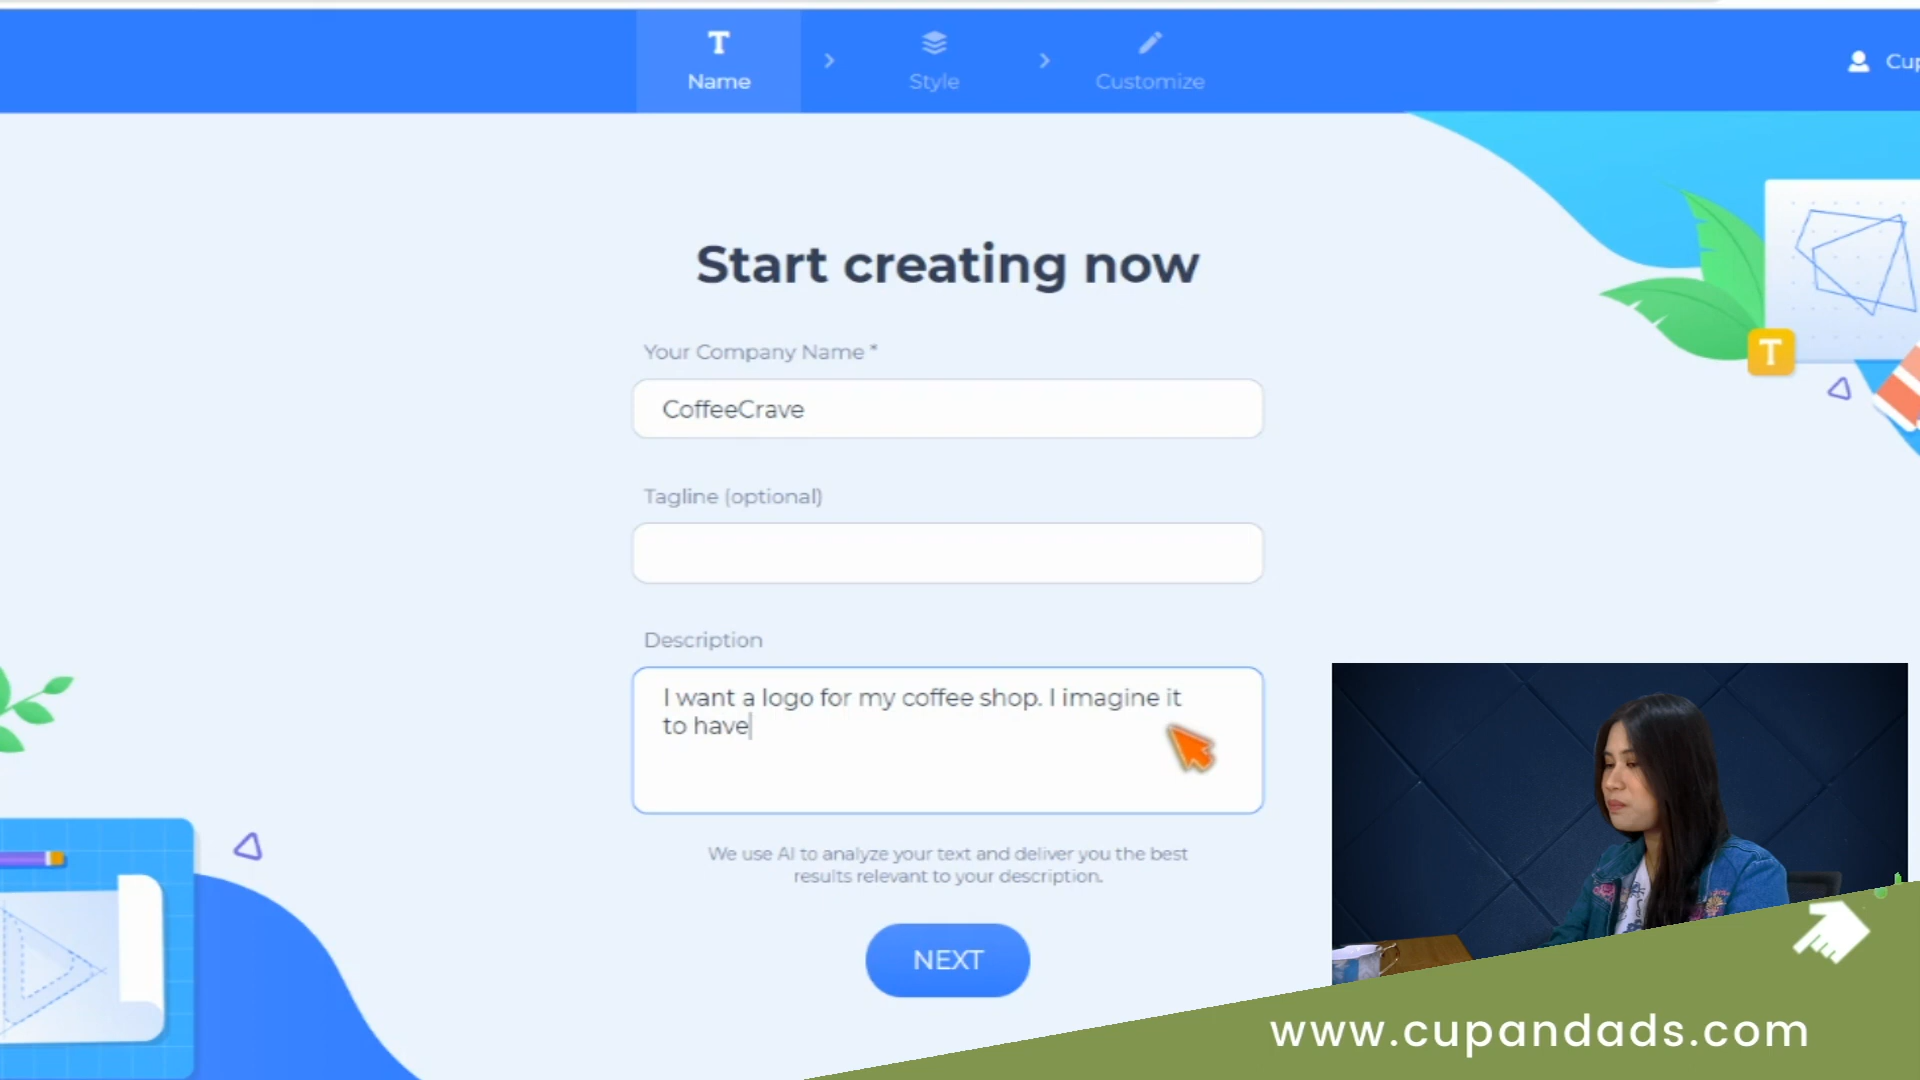 Name
Style
Customize
Cup
Start creating now
Your Company Name *
CoffeeCrave
Tagline (optional)
Description
I want a logo for my coffee shop. I imagine it
to have
We use AI to analyze your text and deliver you the best
results relevant to your description.
NEXT
T
www.cupandads.com